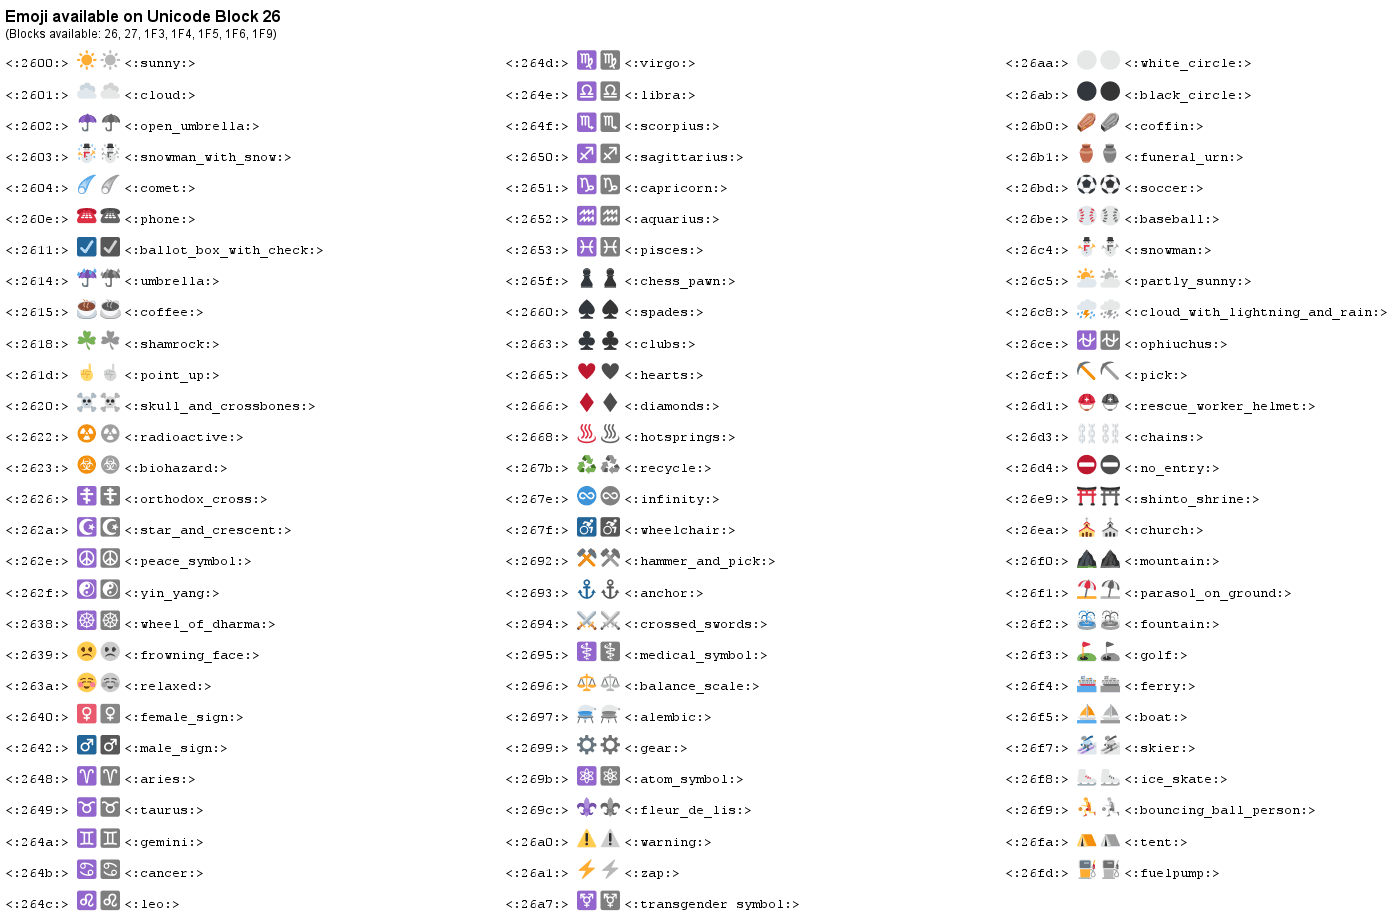 Emoji available on Unicode Block 26
(Blocks available: 26, 27, 1F3, 1F4, 1F5, 1F6, 1F9)
<:2600:> <:sunny:>
<:2601:> <:cloud:>
<:2602:> <:open_umbrella:>
<:2603:> <:snowman_with_snow:>
<:2604:> <:comet:>
<:260e:> <:phone:>
<:2611:> <:ballot_box_with_check:>
<:2614:> <:umbrella:>
<:2615:> <:coffee:>
<:2618:> <:shamrock:>
<:261d:> <:point_up:>
<:2620:> <:skull_and_crossbones:>
<:2622:> <:radioactive:>
<:2623:> <:biohazard:>
<:2626:> <:orthodox_cross:>
<:262a:> <:star_and_crescent:>
<:262e:> <:peace_symbol:>
<:262f:> <:yin_yang:>
<:2638:> <:wheel_of_dharma:>
<:2639:> <:frowning_face:>
<:263a:> <:relaxed:>
<:2640:> <:female_sign:>
<:2642:> <:male_sign:>
<:2648:> <:aries:>
<:2649:> <:taurus:>
<:264a:> <:gemini:>
<:264b:> <:cancer:>
<:264c:> <:leo:>
<:264d:> <:virgo:>
<:264e:> <:libra:>
<:264f:> <:scorpius:>
<:2650:> <:sagittarius:>
<:2651:> <:capricorn:>
<:2652:> <:aquarius:>
<:2653:> <:pisces:>
<:265f:> <:chess_pawn:>
<:2660:> <:spades:>
<:2663:> <:clubs:>
<:2665:> <:hearts:>
<:2666:> <:diamonds:>
<:2668:> <:hotsprings:>
<:267b:> <:recycle:>
<:267e:> <:infinity:>
<:267f:> <:wheelchair:>
<:2692:> <:hammer_and_pick:>
<:2693:> <:anchor:>
<:2694:> <:crossed_swords:>
<:2695:> <:medical_symbol:>
<:2696:> <:balance_scale:>
<:2697:> <:alembic:>
<:2699:> <:gear:>
<:269b:> <:atom_symbol:>
<:269c:> <:fleur_de_lis:>
<:26a0:> <:warning:>
<:26a1:> <:zap:>
<:26a7:> <:transgender_symbol:>
<:26aa:> <:white_circle:>
<:26ab:> <:black_circle:>
<:26b0:> <:coffin:>
<:26b1:> <:funeral_urn:>
<:26bd:> <:soccer:>
<:26be:> <:baseball:>
<:26c4:> <:snowman:>
<:26c5:> <:partly_sunny:>
<:26c8:> <:cloud_with_lightning_and_rain:>
<:26ce:> <:ophiuchus:>
<:26cf:> <:pick:>
<:26d1:> <:rescue_worker_helmet:>
<:26d3:> <:chains:>
<:26d4:> <:no_entry:>
<:26e9:> <:shinto_shrine:>
<:26ea:> <:church:>
<:26f0:> <:mountain:>
<:26f1:> <:parasol_on_ground:>
<:26f2:> <:fountain:>
<:26f3:> <:golf:>
<:26f4:> <:ferry:>
<:26f5:> <:boat:>
<:26f7:> <:skier:>
<:26f8:> <:ice_skate:>
<:26f9:> <:bouncing_ball_person:>
<:26fa:> <:tent:>
<:26fd:> <:fuelpump:>